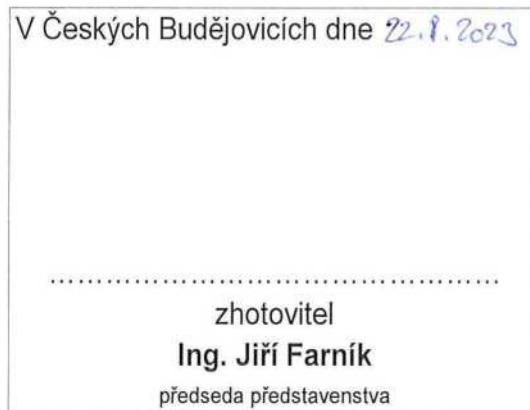 V Českých Budějovicích dne 22.8.2023
................................................
zhotovitel
Ing. Jiří Farník
předseda představenstva